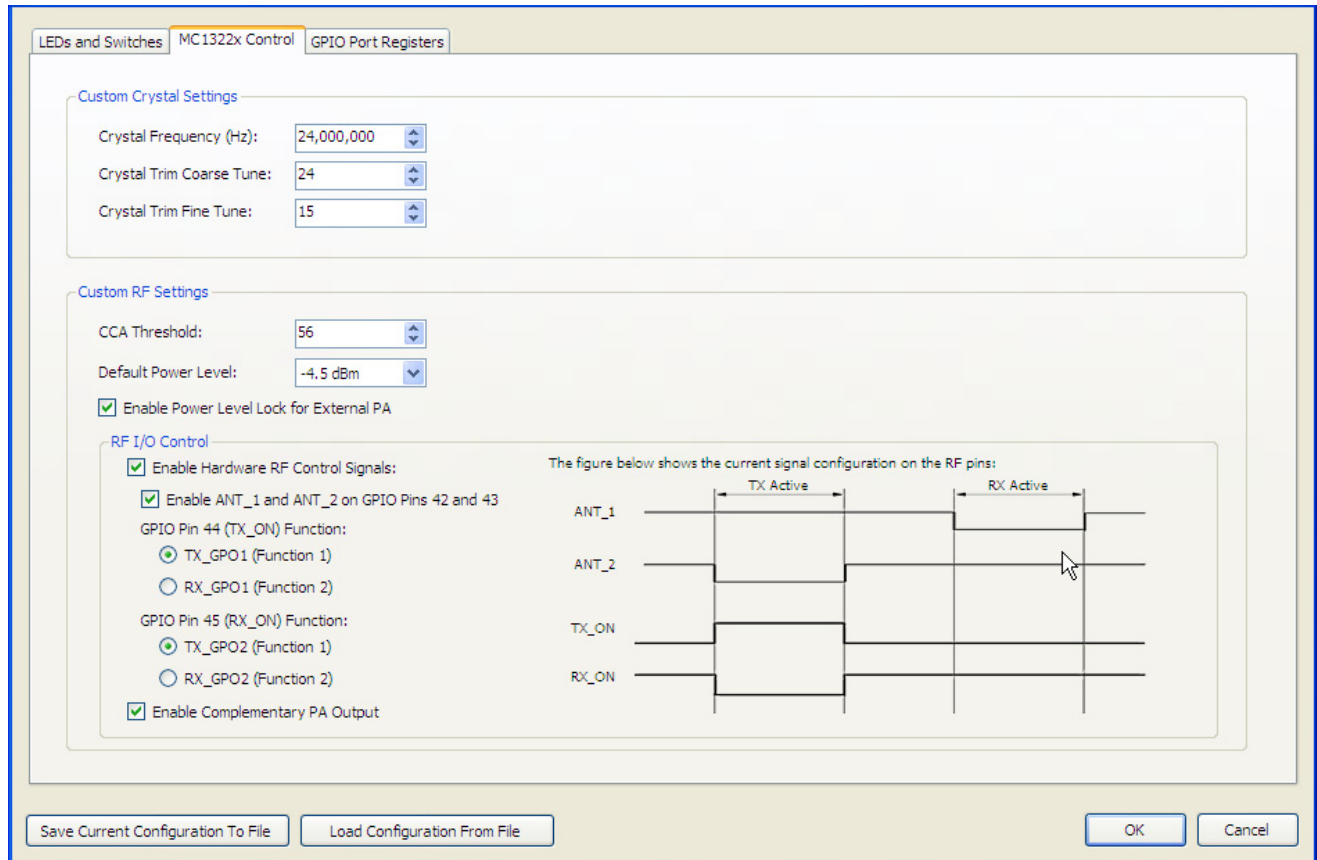 LEDs and Switches MC1322x Control GPIO Port Registers
Custom Crystal Settings
Crystal Frequency (Hz): 24,000,000
Crystal Trim Coarse Tune: 24
Crystal Trim Fine Tune: 15
Custom RF Settings
CCA Threshold: 56
Default Power Level: -4.5 dBm
Enable Power Level Lock for External PA
RF I/O Control
Enable Hardware RF Control Signals:
Enable ANT_1 and ANT_2 on GPIO Pins 42 and 43
GPIO Pin 44 (TX_ON) Function:
TX_GPO1 (Function 1)
RX_GPO1 (Function 2)
GPIO Pin 45 (RX_ON) Function:
TX_GPO2 (Function 1)
RX_GPO2 (Function 2)
Enable Complementary PA Output
The figure below shows the current signal configuration on the RF pins:
TX Active RX Active
ANT_1
ANT_2
TX_ON
RX_ON
Save Current Configuration To File Load Configuration From File OK Cancel